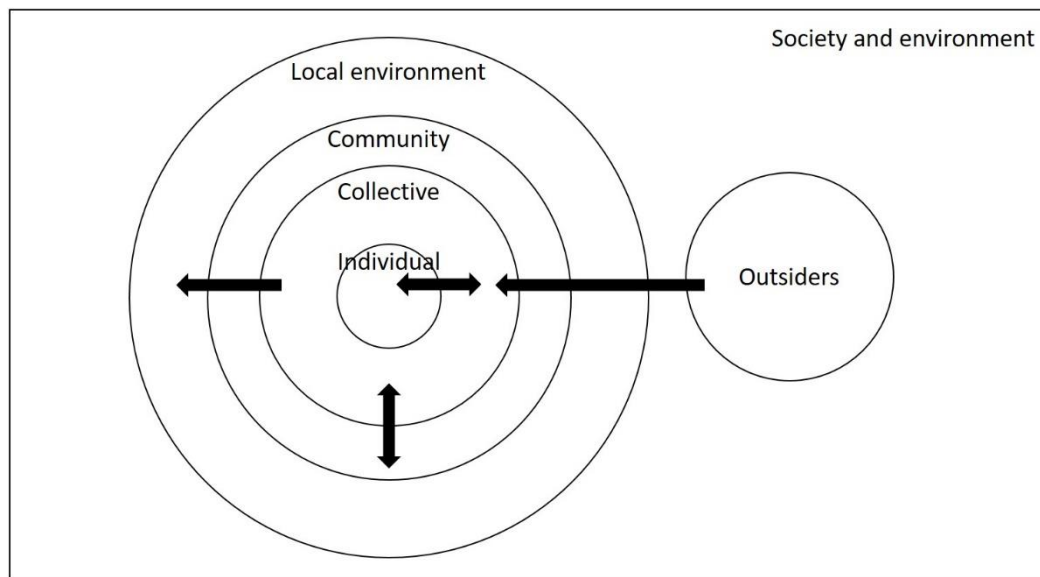 Society and environment
Local environment
Community
Collective
Individual
Outsiders